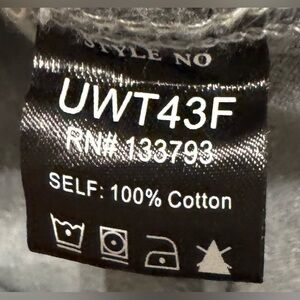 STYLE NO
UWT43F
RN# 133793
SELF: 100% Cotton